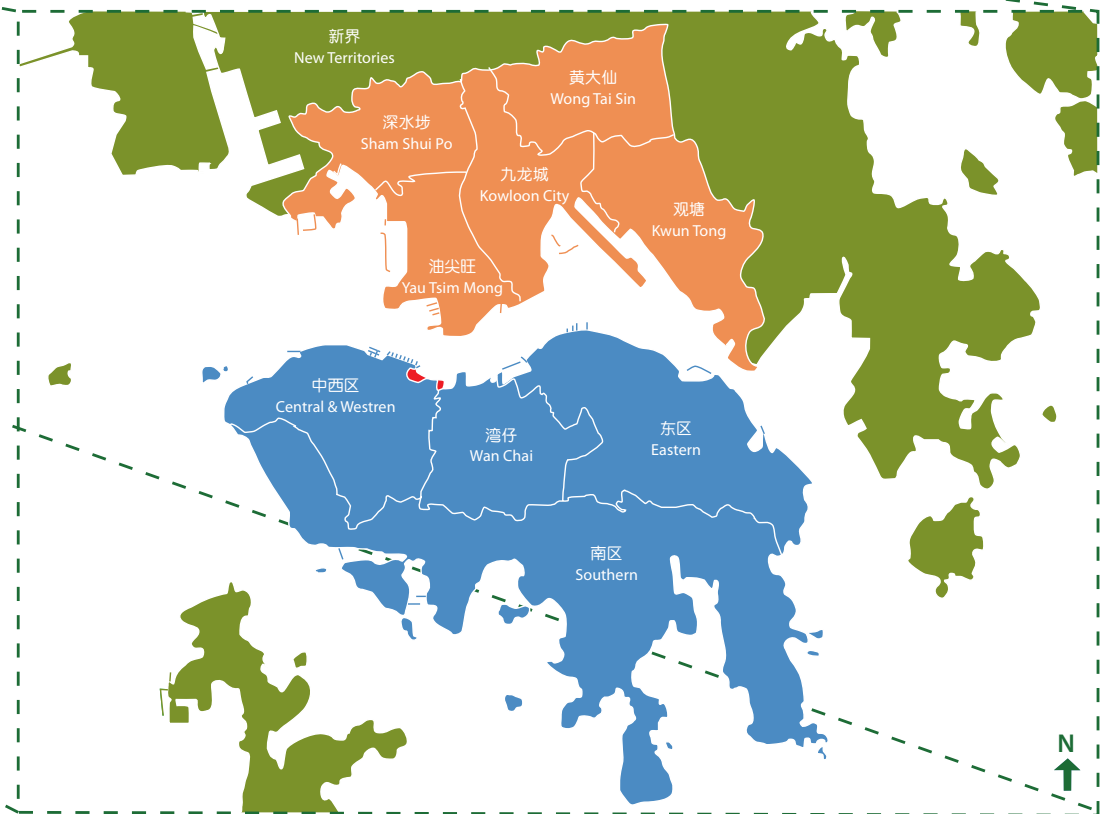 新界
New Territories
黄大仙
Wong Tai Sin
深水埗
Sham Shui Po
九龙城
Kowloon City
观塘
Kwun Tong
油尖旺
Yau Tsim Mong
中西区
Central & Westren
湾仔
Wan Chai
东区
Eastern
南区
Southern
N